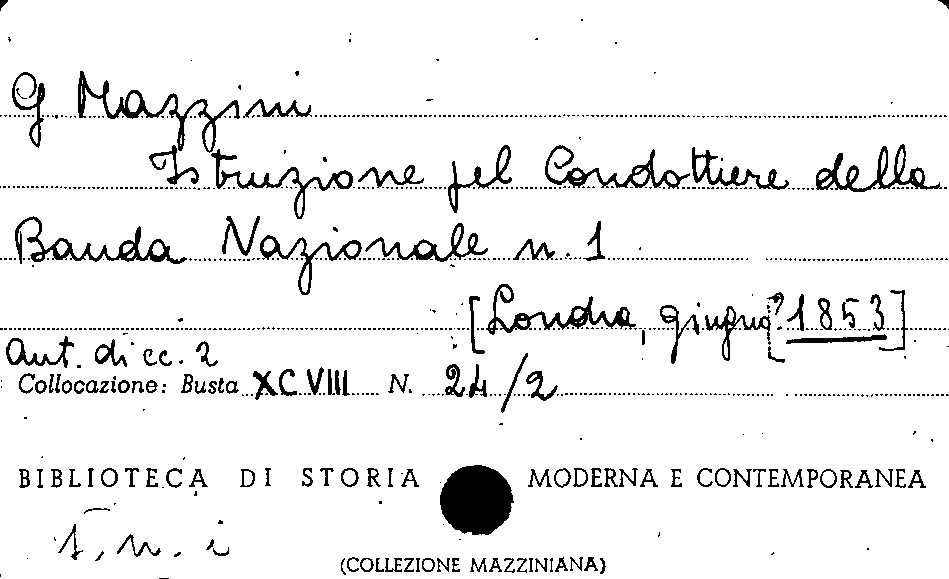 G. Mazzini
Istruzione pel Condottiere della
Banda Nazionale n. 1
[Londra, giugno? [1853]
Aut. di cc. 2
Collocazione: Busta XCVIII N. 24/2
BIBLIOTECA DI STORIA MODERNA E CONTEMPORANEA
(COLLEZIONE MAZZINIANA)